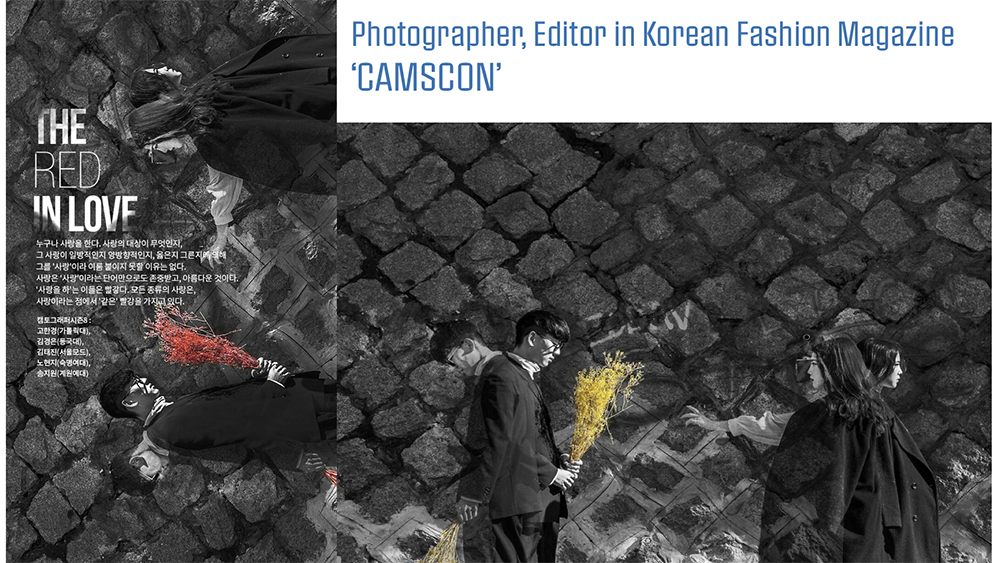 Photographer, Editor in Korean Fashion Magazine
‘CAMSCON’
THE
RED
IN LOVE
누구나 사랑을 한다. 사랑의 대상이 무엇인지,
그 사랑이 일방적인지 양방향적인지, 옳은지 그른지에 의해
그를 '사랑'이라 이름 붙이지 못할 이유는 없다.
사랑은 '사랑'이라는 단어만으로도 존중받고, 아름다운 것이다.
'사랑을 하'는 이들은 빨갛다. 모든 종류의 사랑은,
사랑이라는 점에서 '같은' 빨강을 가지고 있다.
캠토그래퍼시즌8 :
고한경(가톨릭대),
김경은(동국대),
김태진(서울모드),
노현지(숙명여대),
송지원(계원예대)